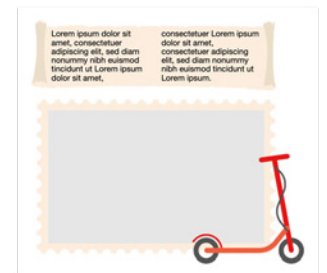 Lorem ipsum dolor sit
amet, consectetuer
adipiscing elit, sed diam
nonummy nibh euismod
tincidunt ut Lorem ipsum
dolor sit amet,
consectetuer Lorem ipsum
dolor sit amet,
consectetuer adipiscing
elit, sed diam nonummy
nibh euismod tincidunt ut
Lorem ipsum.